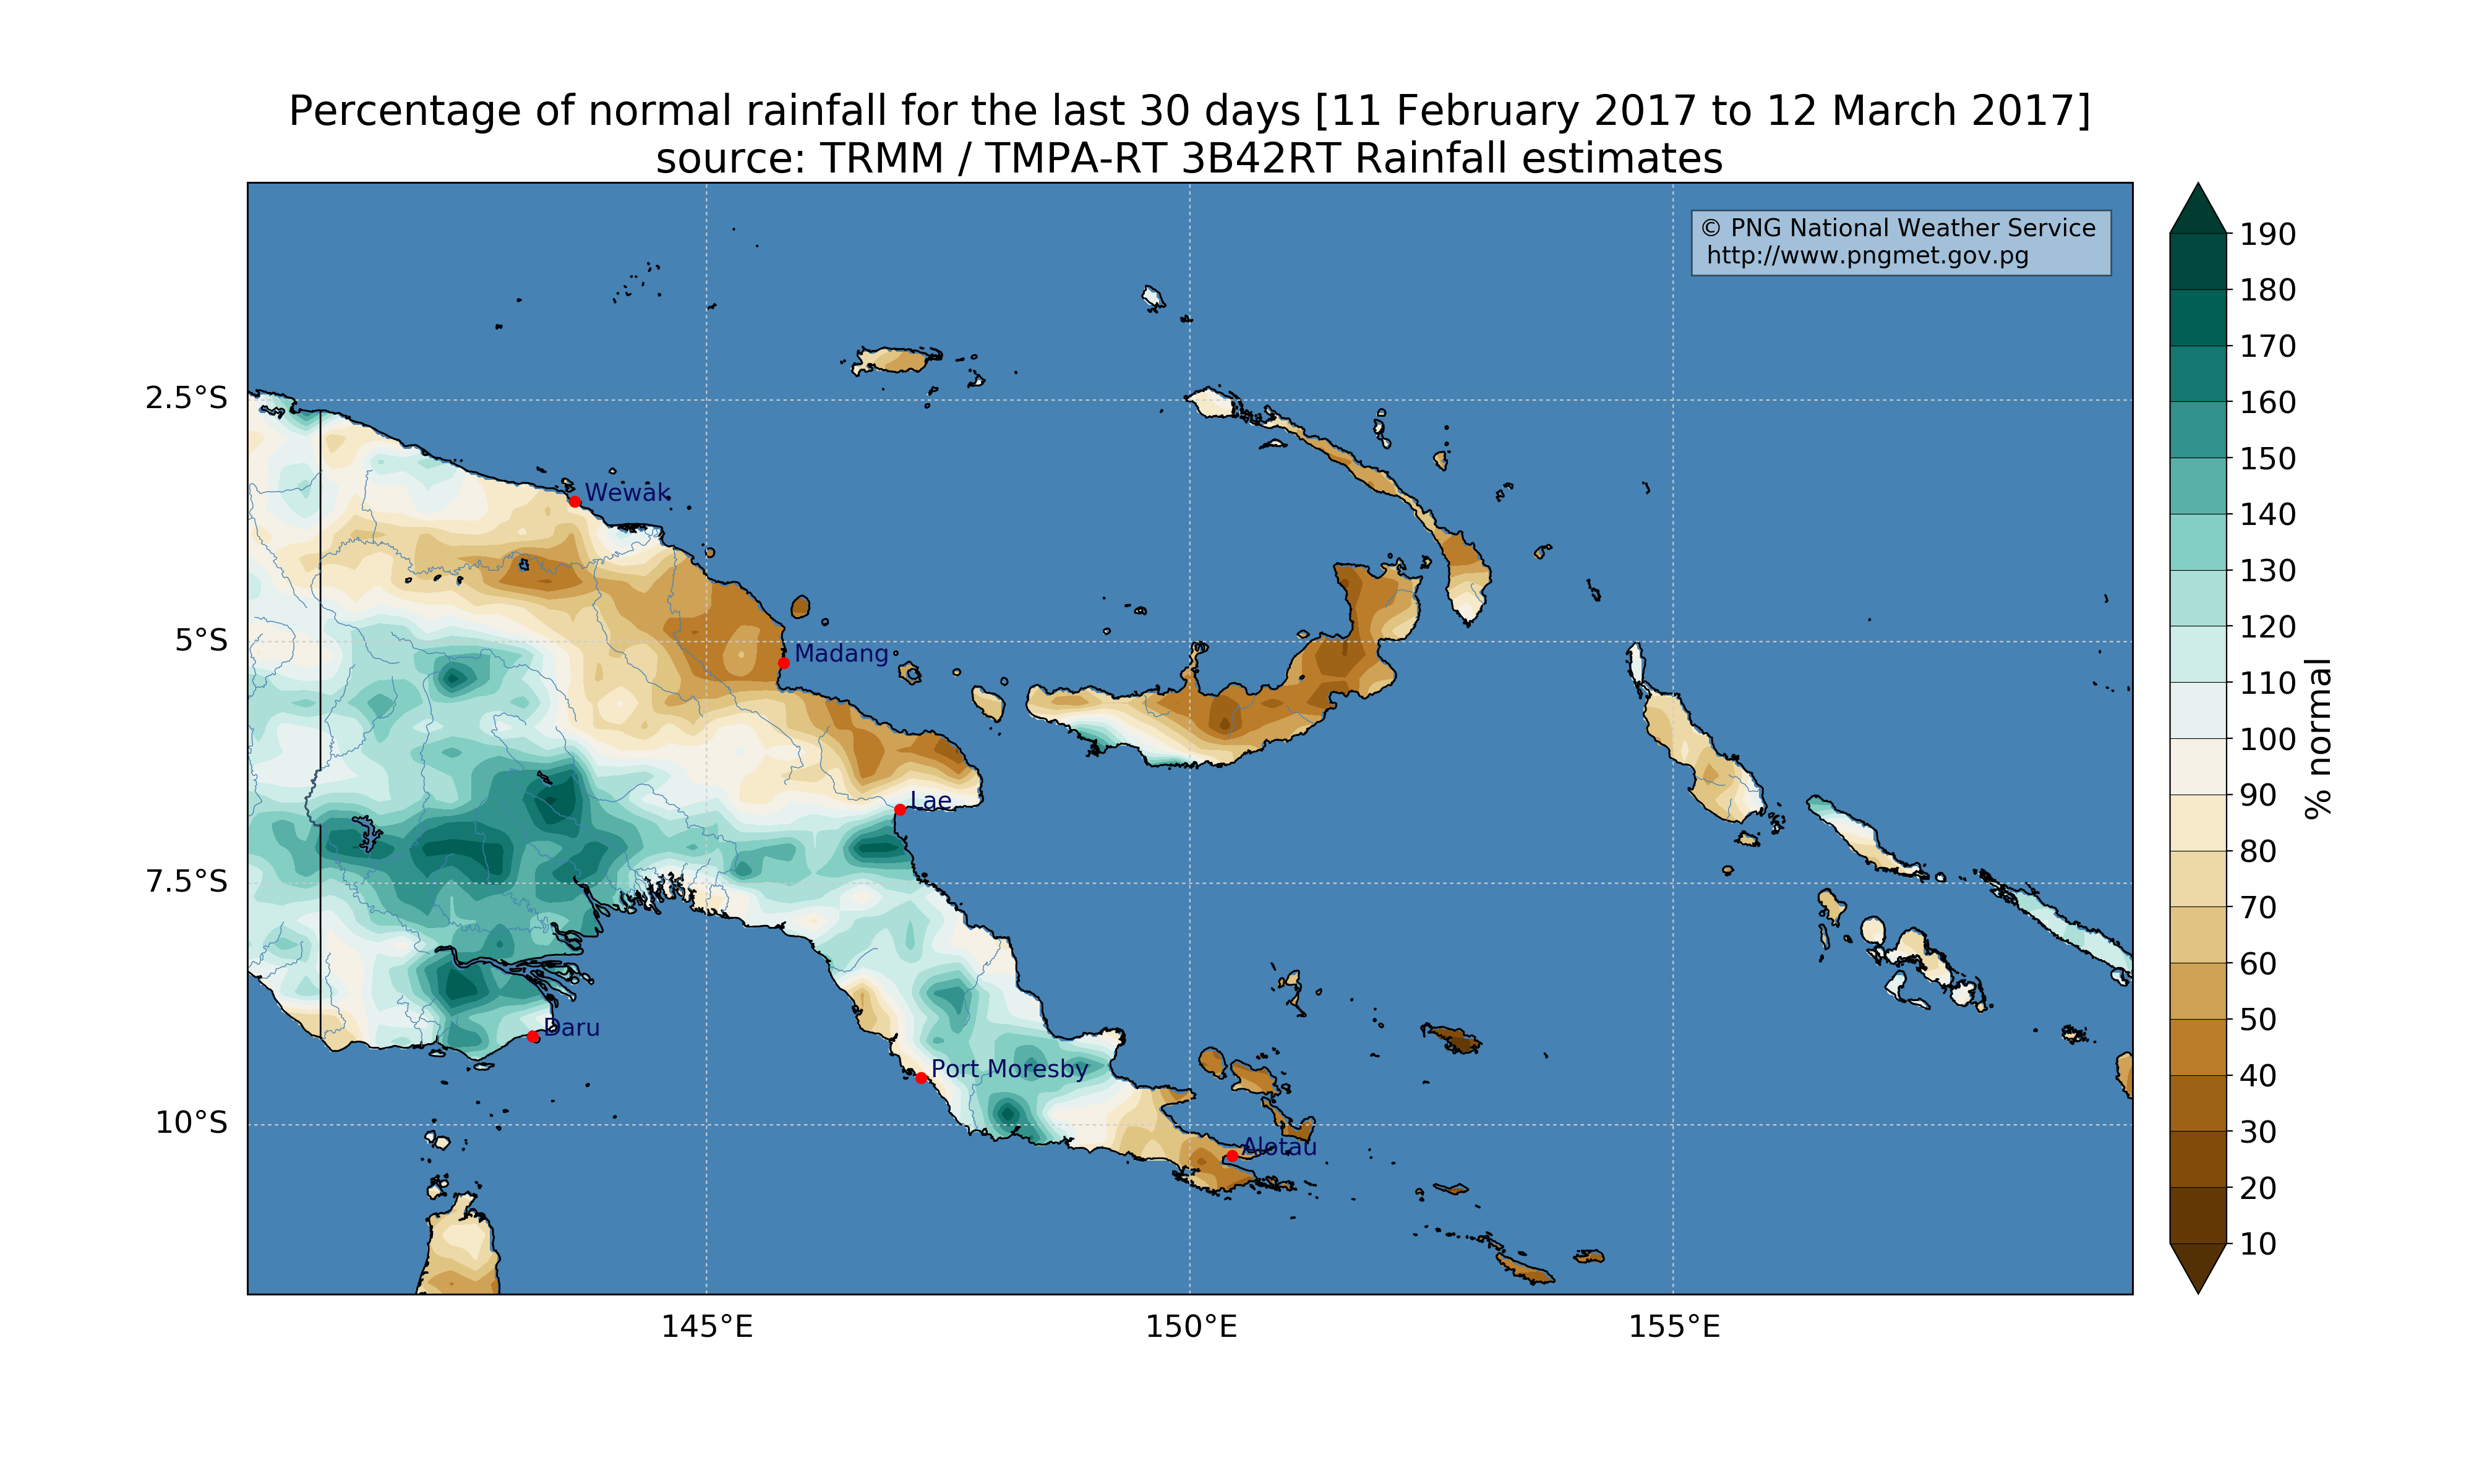 Percentage of normal rainfall for the last 30 days [11 February 2017 to 12 March 2017]
source: TRMM / TMPA-RT 3B42RT Rainfall estimates
© PNG National Weather Service
http://www.pngmet.gov.pg
2.5°S
5°S
7.5°S
10°S
145°E
150°E
155°E
Wewak
Madang
Lae
Daru
Port Moresby
Alotau
190
180
170
160
150
140
130
120
110
100
90
80
70
60
50
40
30
20
10
% normal